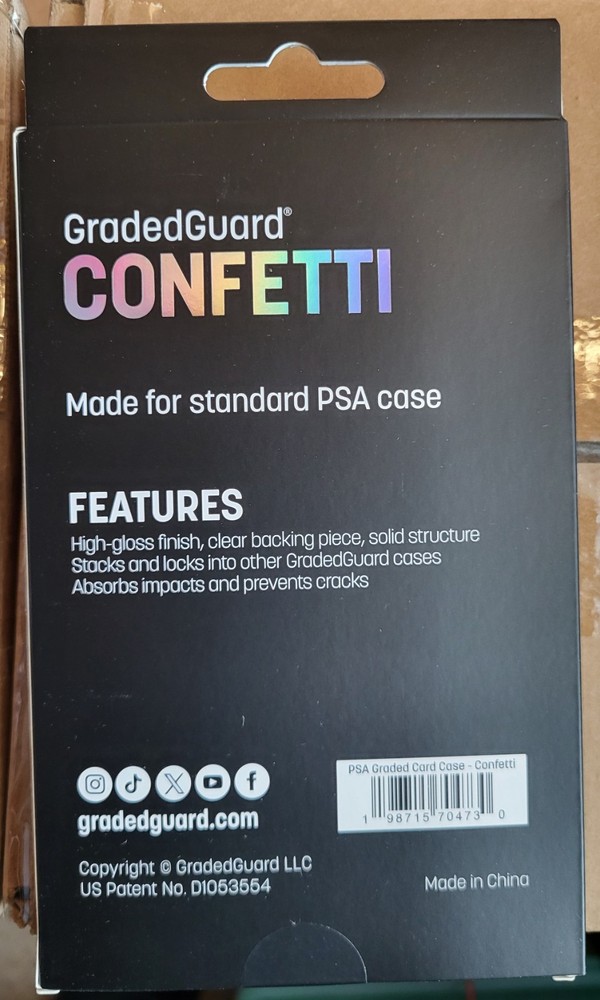 GradedGuard®
CONFETTI
Made for standard PSA case
FEATURES
High-gloss finish, clear backing piece, solid structure
Stacks and locks into other GradedGuard cases
Absorbs impacts and prevents cracks
gradedguard.com
PSA Graded Card Case - Confetti
1 98715 70473 0
Copyright © GradedGuard LLC
US Patent No. D1053554
Made in China